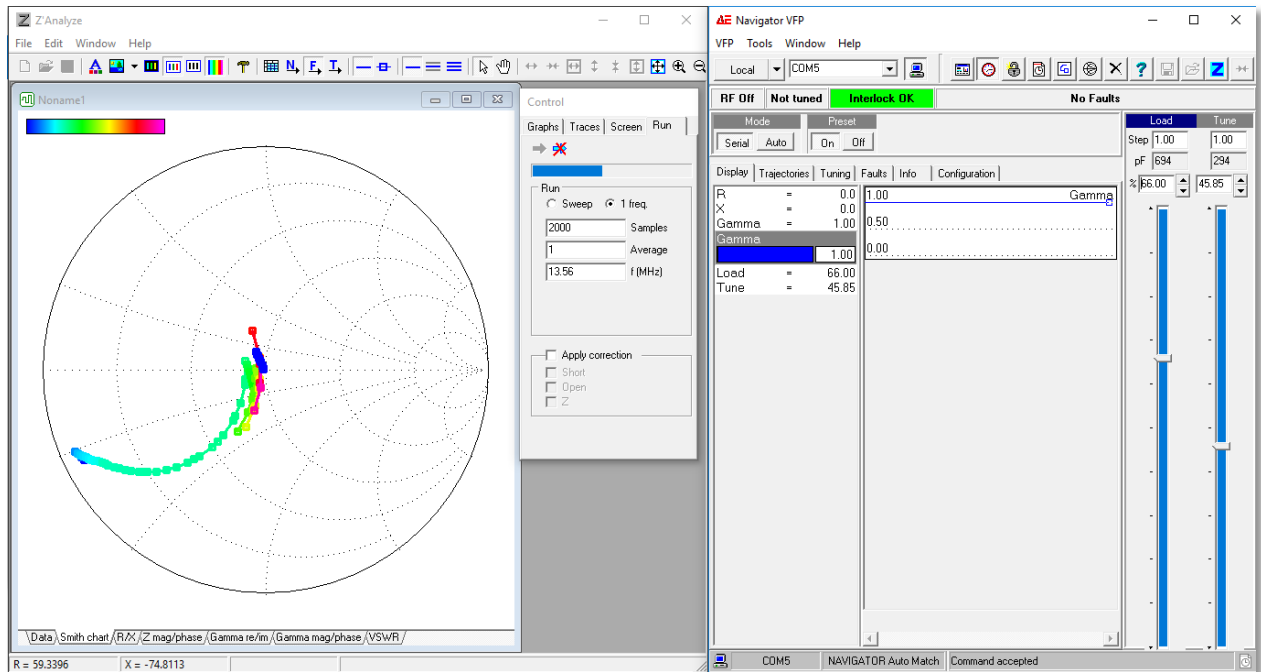 Z'Analyze
File Edit Window Help
Noname1
Data Smith chart R/X Z mag/phase Gamma re/im Gamma mag/phase VSWR
R = 59.3396 X = -74.8113
Control
Graphs Traces Screen Run
Run
Sweep 1 freq.
2000 Samples
1 Average
13.56 f (MHz)
Apply correction
Short
Open
Z
AE Navigator VFP
VFP Tools Window Help
Local COM5
RF Off Not tuned Interlock OK No Faults
Mode Preset
Serial Auto On Off
Display Trajectories Tuning Faults Info Configuration
R = 0.0
X = 0.0
Gamma = 1.00
Gamma
1.00
Load = 66.00
Tune = 45.85
1.00 Gamma
0.50
0.00
Load Tune
Step 1.00 1.00
pF 694 294
% 66.00 45.85
COM5 NAVIGATOR Auto Match Command accepted